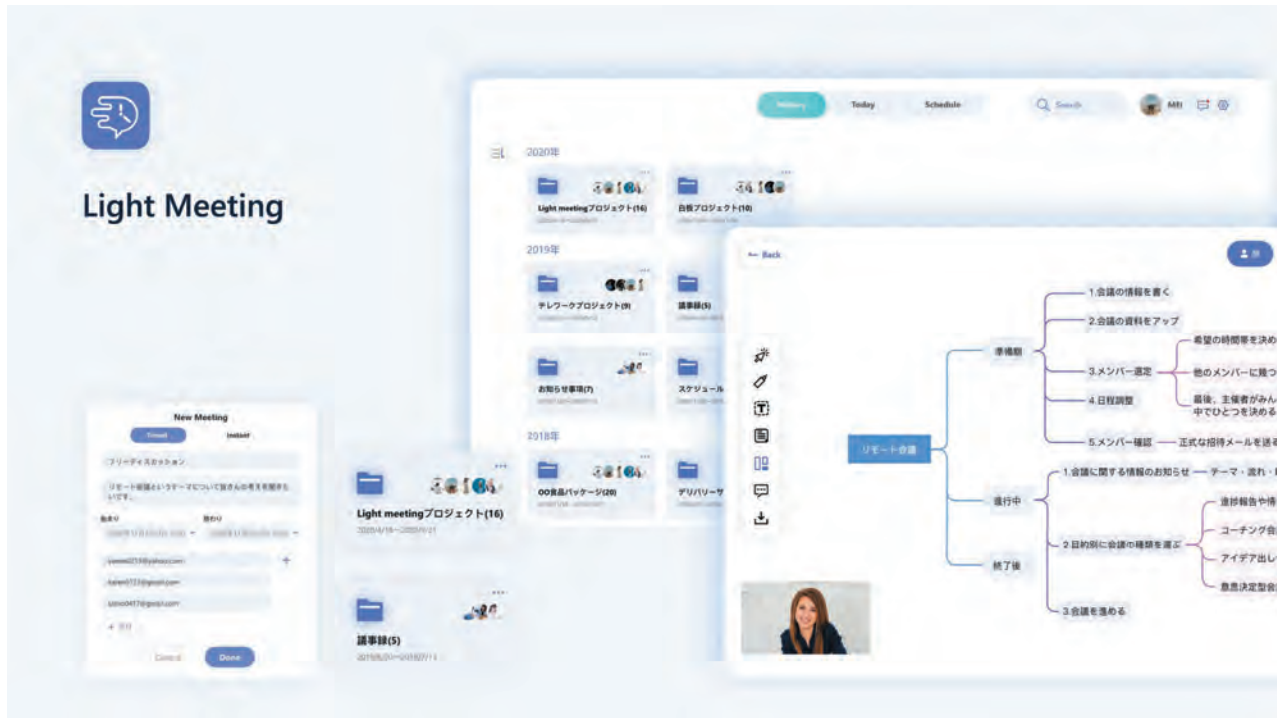 Light Meeting
Today
Schedule
Search
MEI
2020年
Light meetingプロジェクト(16)
白板プロジェクト(10)
2019年
テレワークプロジェクト(9)
議事録(5)
お知らせ事項(7)
スケジュール
2018年
OO食品パッケージ(20)
デリバリーサ
New Meeting
Instant
フリーディスカッション
リモート会議というテーマについて皆さんの考えを聞きた
いです。
始まり
終わり
Cancel
Done
Light meetingプロジェクト(16)
議事録(5)
Back
リモート会議
準備期
1.会議の情報を書く
2.会議の資料をアップ
3.メンバー選定
希望の時間帯を決め
他のメンバーに幾つ
最後、主催者がみん
中でひとつを決める
4.日程調整
5.メンバー確認
正式な招待メールを送る
進行中
1.会議に関する情報のお知らせ
テーマ・流れ・
2.目的別に会議の種類を選ぶ
進捗報告や情
コーチング会
アイデア出し
意思決定型会
3.会議を進める
終了後